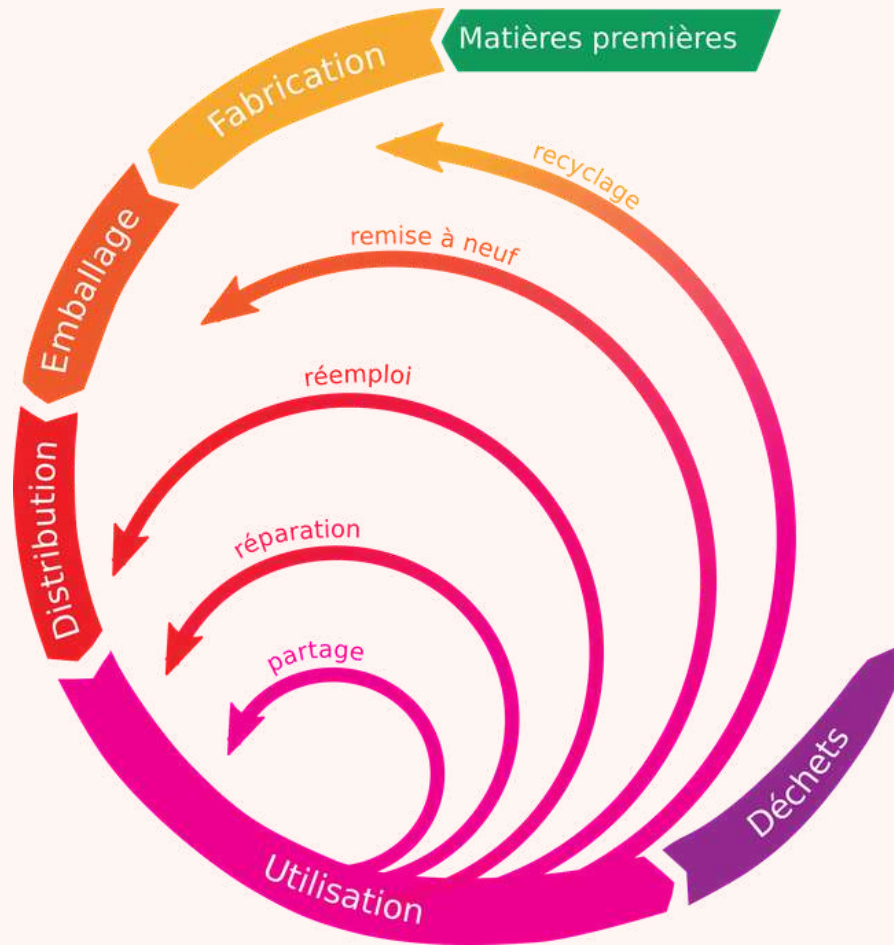 Matières premières
Fabrication
Emballage
Distribution
Utilisation
Déchets
recyclage
remise à neuf
réemploi
réparation
partage